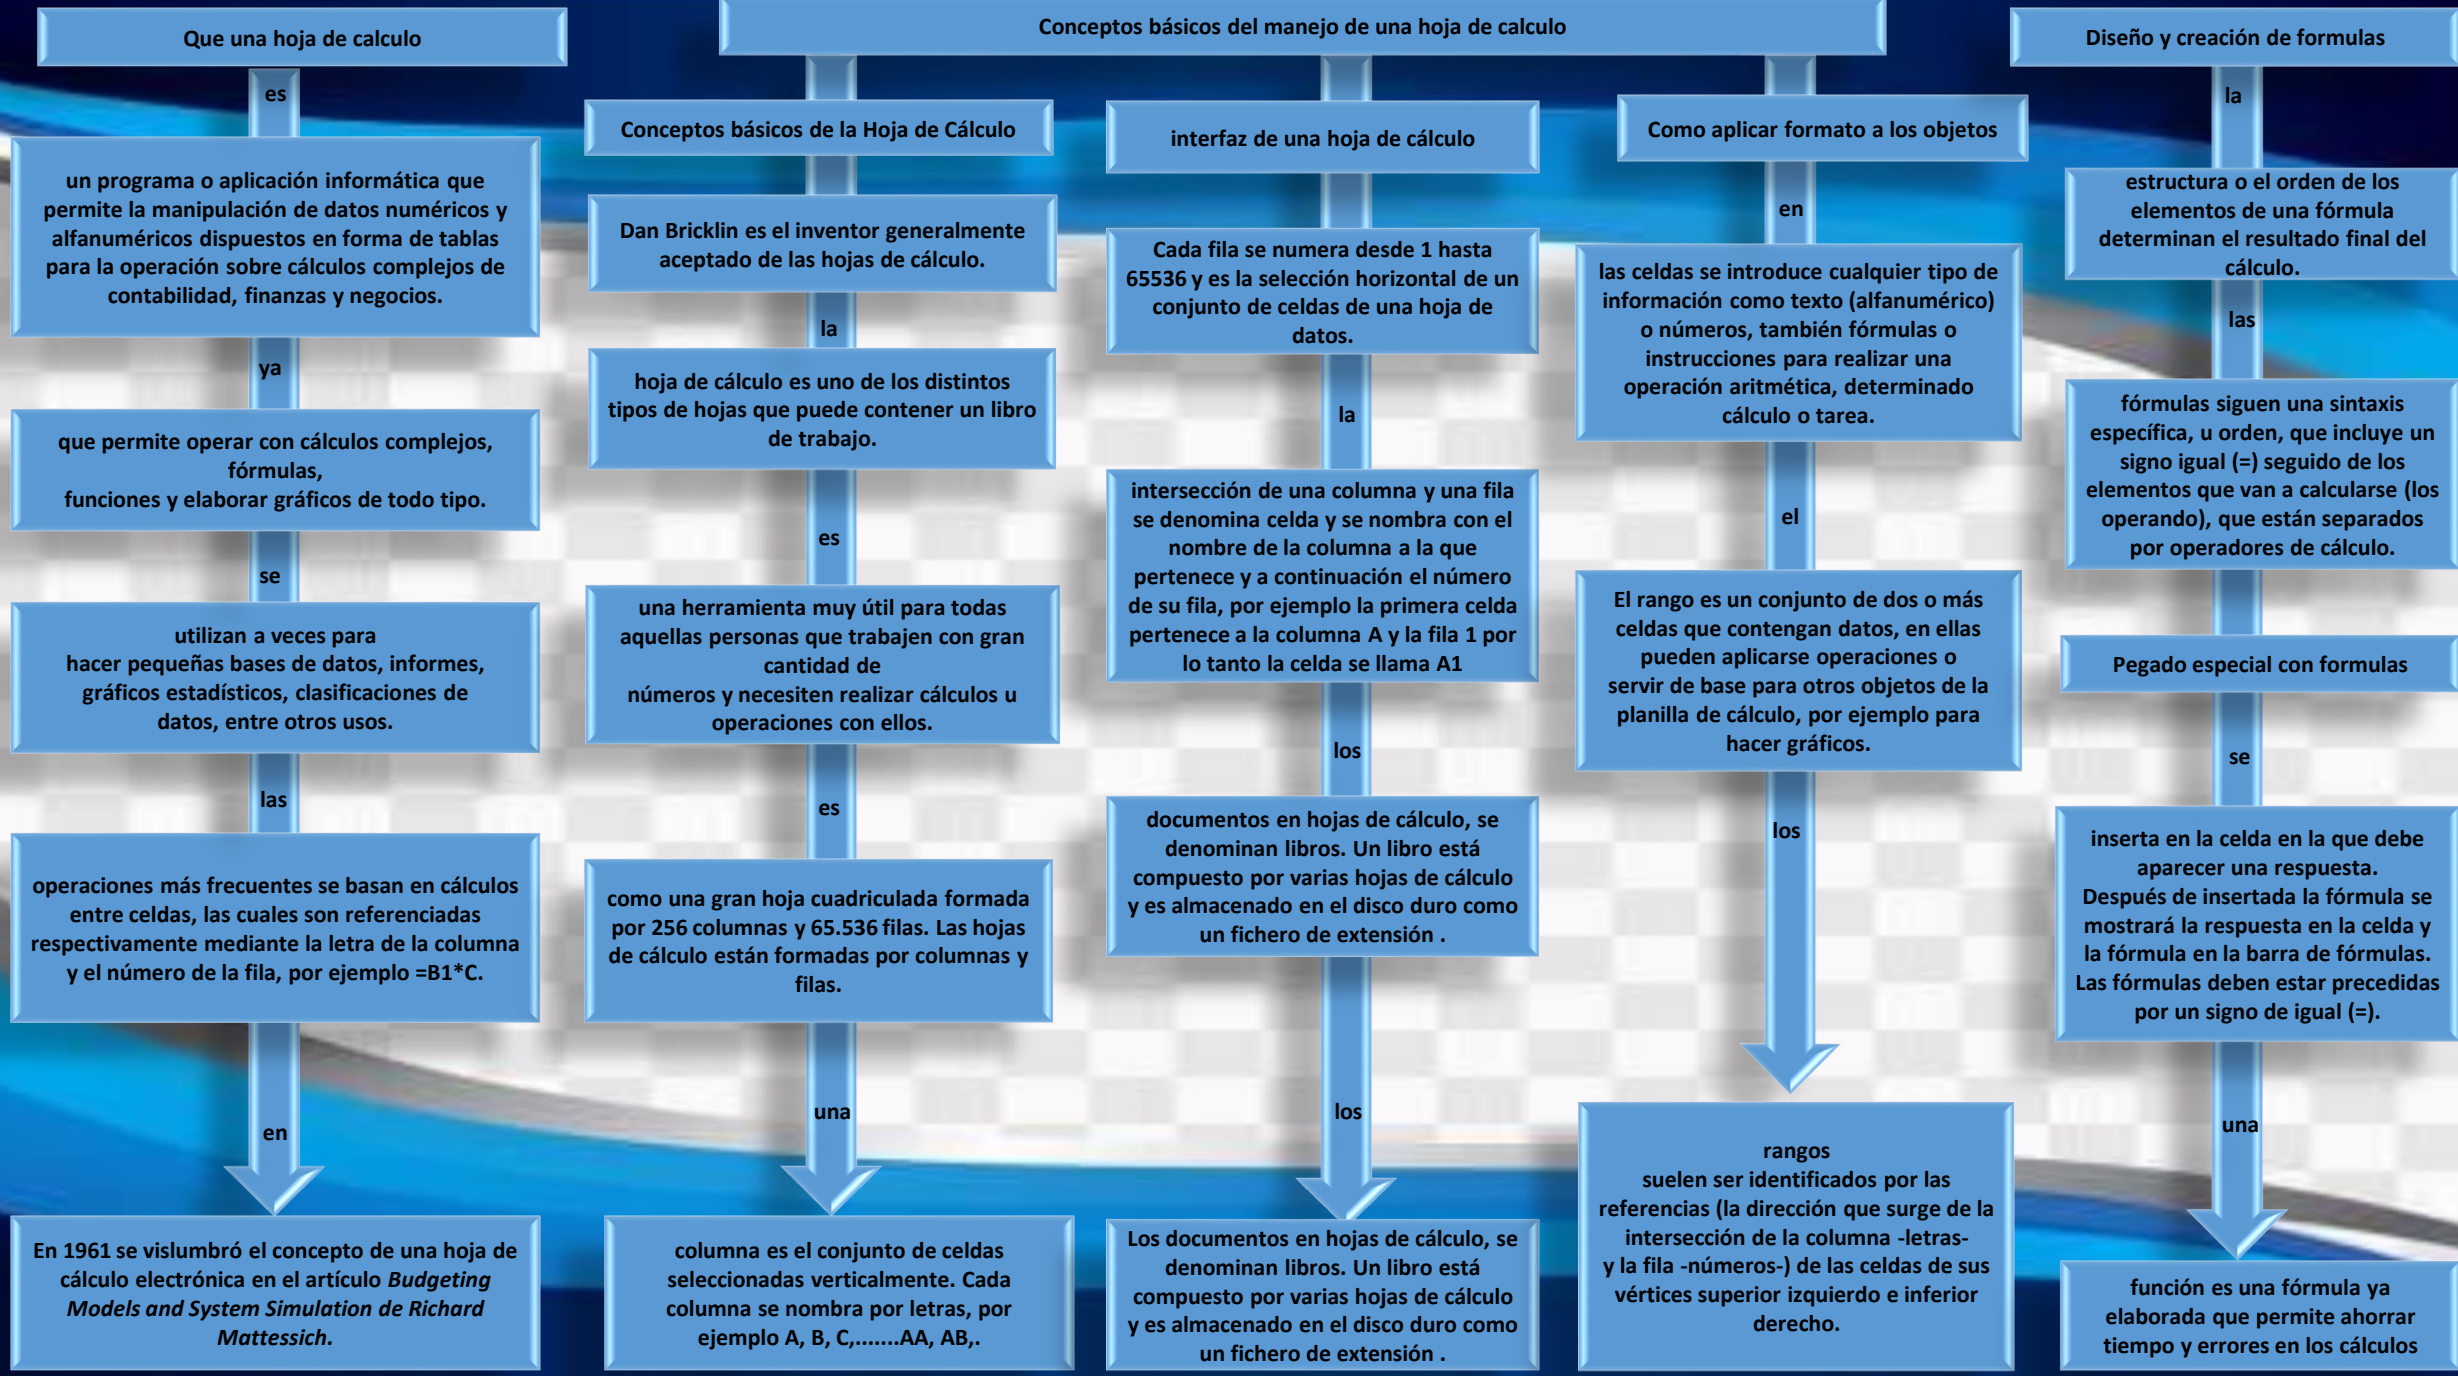 Que una hoja de calculo
es
un programa o aplicación informática que
permite la manipulación de datos numéricos y
alfanuméricos dispuestos en forma de tablas
para la operación sobre cálculos complejos de
contabilidad, finanzas y negocios.
ya
que permite operar con cálculos complejos,
fórmulas,
funciones y elaborar gráficos de todo tipo.
se
utilizan a veces para
hacer pequeñas bases de datos, informes,
gráficos estadísticos, clasificaciones de
datos, entre otros usos.
las
operaciones más frecuentes se basan en cálculos
entre celdas, las cuales son referenciadas
respectivamente mediante la letra de la columna
y el número de la fila, por ejemplo =B1*C.
en
En 1961 se vislumbró el concepto de una hoja de
cálculo electrónica en el artículo Budgeting
Models and System Simulation de Richard
Mattessich.
Conceptos básicos del manejo de una hoja de calculo
Conceptos básicos de la Hoja de Cálculo
Dan Bricklin es el inventor generalmente
aceptado de las hojas de cálculo.
la
hoja de cálculo es uno de los distintos
tipos de hojas que puede contener un libro
de trabajo.
es
una herramienta muy útil para todas
aquellas personas que trabajen con gran
cantidad de
números y necesiten realizar cálculos u
operaciones con ellos.
es
como una gran hoja cuadriculada formada
por 256 columnas y 65.536 filas. Las hojas
de cálculo están formadas por columnas y
filas.
una
columna es el conjunto de celdas
seleccionadas verticalmente. Cada
columna se nombra por letras, por
ejemplo A, B, C,.......AA, AB,.
interfaz de una hoja de cálculo
Cada fila se numera desde 1 hasta
65536 y es la selección horizontal de un
conjunto de celdas de una hoja de
datos.
la
intersección de una columna y una fila
se denomina celda y se nombra con el
nombre de la columna a la que
pertenece y a continuación el número
de su fila, por ejemplo la primera celda
pertenece a la columna A y la fila 1 por
lo tanto la celda se llama A1
los
documentos en hojas de cálculo, se
denominan libros. Un libro está
compuesto por varias hojas de cálculo
y es almacenado en el disco duro como
un fichero de extensión .
los
Los documentos en hojas de cálculo, se
denominan libros. Un libro está
compuesto por varias hojas de cálculo
y es almacenado en el disco duro como
un fichero de extensión .
Como aplicar formato a los objetos
en
las celdas se introduce cualquier tipo de
información como texto (alfanumérico)
o números, también fórmulas o
instrucciones para realizar una
operación aritmética, determinado
cálculo o tarea.
el
El rango es un conjunto de dos o más
celdas que contengan datos, en ellas
pueden aplicarse operaciones o
servir de base para otros objetos de la
planilla de cálculo, por ejemplo para
hacer gráficos.
los
rangos
suelen ser identificados por las
referencias (la dirección que surge de la
intersección de la columna -letras-
y la fila -números-) de las celdas de sus
vértices superior izquierdo e inferior
derecho.
Diseño y creación de formulas
la
estructura o el orden de los
elementos de una fórmula
determinan el resultado final del
cálculo.
las
fórmulas siguen una sintaxis
específica, u orden, que incluye un
signo igual (=) seguido de los
elementos que van a calcularse (los
operando), que están separados
por operadores de cálculo.
Pegado especial con formulas
se
inserta en la celda en la que debe
aparecer una respuesta.
Después de insertada la fórmula se
mostrará la respuesta en la celda y
la fórmula en la barra de fórmulas.
Las fórmulas deben estar precedidas
por un signo de igual (=).
una
función es una fórmula ya
elaborada que permite ahorrar
tiempo y errores en los cálculos